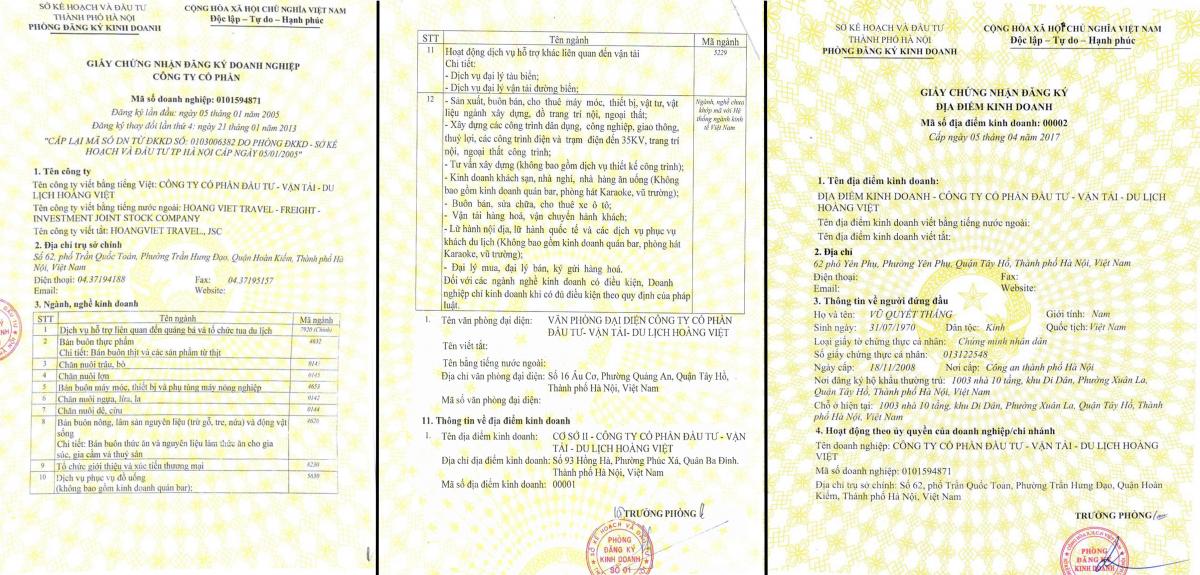 SỞ KẾ HOẠCH VÀ ĐẦU TƯ
THÀNH PHỐ HÀ NỘI
PHÒNG ĐĂNG KÝ KINH DOANH
CỘNG HÒA XÃ HỘI CHỦ NGHĨA VIỆT NAM
Độc lập – Tự do – Hạnh phúc
GIẤY CHỨNG NHẬN ĐĂNG KÝ DOANH NGHIỆP
CÔNG TY CỔ PHẦN
Mã số doanh nghiệp: 0101594871
Đăng ký lần đầu: ngày 05 tháng 01 năm 2005
Đăng ký thay đổi lần thứ 4: ngày 21 tháng 01 năm 2013
"CẤP LẠI MÃ SỐ DN TỪ ĐKKD SỐ: 0103006382 DO PHÒNG ĐKKD - SỞ KẾ
HOẠCH VÀ ĐẦU TƯ TP HÀ NỘI CẤP NGÀY 05/01/2005"
1. Tên công ty
Tên công ty viết bằng tiếng Việt: CÔNG TY CỔ PHẦN ĐẦU TƯ - VẬN TẢI - DU
LỊCH HOÀNG VIỆT
Tên công ty viết bằng tiếng nước ngoài: HOANG VIET TRAVEL - FREIGHT -
INVESTMENT JOINT STOCK COMPANY
Tên công ty viết tắt: HOANGVIET TRAVEL., JSC
2. Địa chỉ trụ sở chính
Số 62, phố Trần Quốc Toản, Phường Trần Hưng Đạo, Quận Hoàn Kiếm, Thành phố Hà
Nội, Việt Nam
Điện thoại: 04.37194188 Fax: 04.37195157
Email: Website:
3. Ngành, nghề kinh doanh
STT Tên ngành Mã ngành
1 Dịch vụ hỗ trợ liên quan đến quảng bá và tổ chức tua du lịch 7920 (Chính)
2 Bán buôn thực phẩm 4632
Chi tiết: Bán buôn thịt và các sản phẩm từ thịt
3 Chăn nuôi trâu, bò 0141
4 Chăn nuôi lợn 0145
5 Bán buôn máy móc, thiết bị và phụ tùng máy nông nghiệp 4653
6 Chăn nuôi ngựa, lừa, la 0142
7 Chăn nuôi dê, cừu 0144
8 Bán buôn nông, lâm sản nguyên liệu (trừ gỗ, tre, nứa) và động vật 4620
sống
Chi tiết: Bán buôn thức ăn và nguyên liệu làm thức ăn cho gia
súc, gia cầm và thuỷ sản
9 Tổ chức giới thiệu và xúc tiến thương mại 8230
10 Dịch vụ phục vụ đồ uống 5630
(không bao gồm kinh doanh quán bar);
STT Tên ngành Mã ngành
11 Hoạt động dịch vụ hỗ trợ khác liên quan đến vận tải 5229
Chi tiết:
- Dịch vụ đại lý tàu biển;
- Dịch vụ đại lý vận tải đường biển;
12 - Sản xuất, buôn bán, cho thuê máy móc, thiết bị, vật tư, vật Ngành, nghề chưa
liệu ngành xây dựng, đồ trang trí nội, ngoại thất; khớp mã với Hệ
- Xây dựng các công trình dân dụng, công nghiệp, giao thông, thống ngành kinh
thuỷ lợi, các công trình điện và trạm điện đến 35KV, trang trí tế Việt Nam
nội, ngoại thất công trình;
- Tư vấn xây dựng (không bao gồm dịch vụ thiết kế công trình);
- Kinh doanh khách sạn, nhà nghỉ, nhà hàng ăn uống (Không
bao gồm kinh doanh quán bar, phòng hát Karaoke, vũ trường);
- Buôn bán, sửa chữa, cho thuê xe ô tô;
- Vận tải hàng hoá, vận chuyển hành khách;
- Lữ hành nội địa, lữ hành quốc tế và các dịch vụ phục vụ
khách du lịch (Không bao gồm kinh doanh quán bar, phòng hát
Karaoke, vũ trường);
- Đại lý mua, đại lý bán, ký gửi hàng hoá.
Đối với các ngành nghề kinh doanh có điều kiện, Doanh
nghiệp chỉ kinh doanh khi có đủ điều kiện theo quy định của pháp
luật.
1. Tên văn phòng đại diện: VĂN PHÒNG ĐẠI DIỆN CÔNG TY CỔ PHẦN
ĐẦU TƯ- VẬN TẢI- DU LỊCH HOÀNG VIỆT
Tên viết tắt:
Tên bằng tiếng nước ngoài:
Địa chỉ văn phòng đại diện: Số 16 Âu Cơ, Phường Quảng An, Quận Tây Hồ,
Thành phố Hà Nội, Việt Nam
Mã số văn phòng đại diện:
11. Thông tin về địa điểm kinh doanh
1. Tên địa điểm kinh doanh: CƠ SỞ II - CÔNG TY CỔ PHẦN ĐẦU TƯ - VẬN
TẢI - DU LỊCH HOÀNG VIỆT
Địa chỉ địa điểm kinh doanh: Số 93 Hồng Hà, Phường Phúc Xá, Quận Ba Đình.
Thành phố Hà Nội, Việt Nam
Mã số địa điểm kinh doanh: 00001
TRƯỞNG PHÒNG
SỞ KẾ HOẠCH VÀ ĐẦU TƯ
PHÒNG
ĐĂNG KÝ
KINH DOANH
SỐ 01
SỞ KẾ HOẠCH VÀ ĐẦU TƯ
THÀNH PHỐ HÀ NỘI
PHÒNG ĐĂNG KÝ KINH DOANH
CỘNG HÒA XÃ HỘI CHỦ NGHĨA VIỆT NAM
Độc lập – Tự do – Hạnh phúc
GIẤY CHỨNG NHẬN ĐĂNG KÝ
ĐỊA ĐIỂM KINH DOANH
Mã số địa điểm kinh doanh: 00002
Cấp ngày 05 tháng 04 năm 2017
1. Tên địa điểm kinh doanh:
ĐỊA ĐIỂM KINH DOANH - CÔNG TY CỔ PHẦN ĐẦU TƯ - VẬN TẢI - DU LỊCH
HOÀNG VIỆT
Tên địa điểm kinh doanh viết bằng tiếng nước ngoài:
Tên địa điểm kinh doanh viết tắt:
2. Địa chỉ
62 phố Yên Phụ, Phường Yên Phụ, Quận Tây Hồ, Thành phố Hà Nội, Việt Nam
Điện thoại: Fax:
Email: Website:
3. Thông tin về người đứng đầu
Họ và tên: VŨ QUYẾT THẮNG Giới tính: Nam
Sinh ngày: 31/07/1970 Dân tộc: Kinh Quốc tịch: Việt Nam
Loại giấy tờ chứng thực cá nhân: Chứng minh nhân dân
Số giấy chứng thực cá nhân: 013122548
Ngày cấp: 18/11/2008 Nơi cấp: Công an thành phố Hà Nội
Nơi đăng ký hộ khẩu thường trú: 1003 nhà 10 tầng, khu Di Dân, Phường Xuân La,
Quận Tây Hồ, Thành phố Hà Nội, Việt Nam
Chỗ ở hiện tại: 1003 nhà 10 tầng, khu Di Dân, Phường Xuân La, Quận Tây Hồ, Thành
phố Hà Nội, Việt Nam
4. Hoạt động theo ủy quyền của doanh nghiệp/chi nhánh
Tên doanh nghiệp: CÔNG TY CỔ PHẦN ĐẦU TƯ - VẬN TẢI - DU LỊCH HOÀNG
VIỆT
Mã số doanh nghiệp: 0101594871
Địa chỉ trụ sở chính: Số 62, phố Trần Quốc Toản, Phường Trần Hưng Đạo, Quận Hoàn
Kiếm, Thành phố Hà Nội, Việt Nam
TRƯỞNG PHÒNG
PHÒNG
ĐĂNG KÝ
KINH DOANH